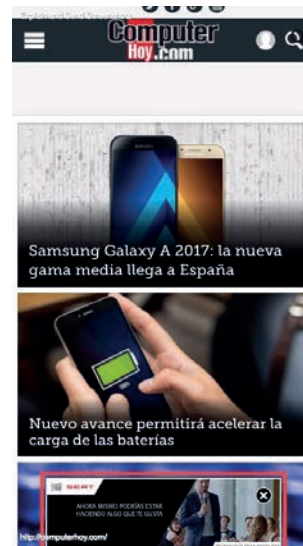 Computer
Hoy.com
Samsung Galaxy A 2017: la nueva
gama media llega a España
Nuevo avance permitirá acelerar la
carga de las baterías
SEAT
AHORA MISMO PODRÍAS ESTAR
HACIENDO ALGO QUE TE GUSTA
http://computerhoy.com/